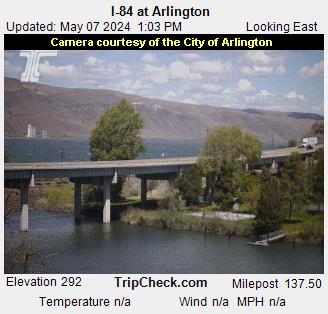 I-84 at Arlington
Updated: May 07 2024 1:03 PM Looking East
Camera courtesy of the City of Arlington
Elevation 292 TripCheck.com Milepost 137.50
Temperature n/a Wind n/a MPH n/a